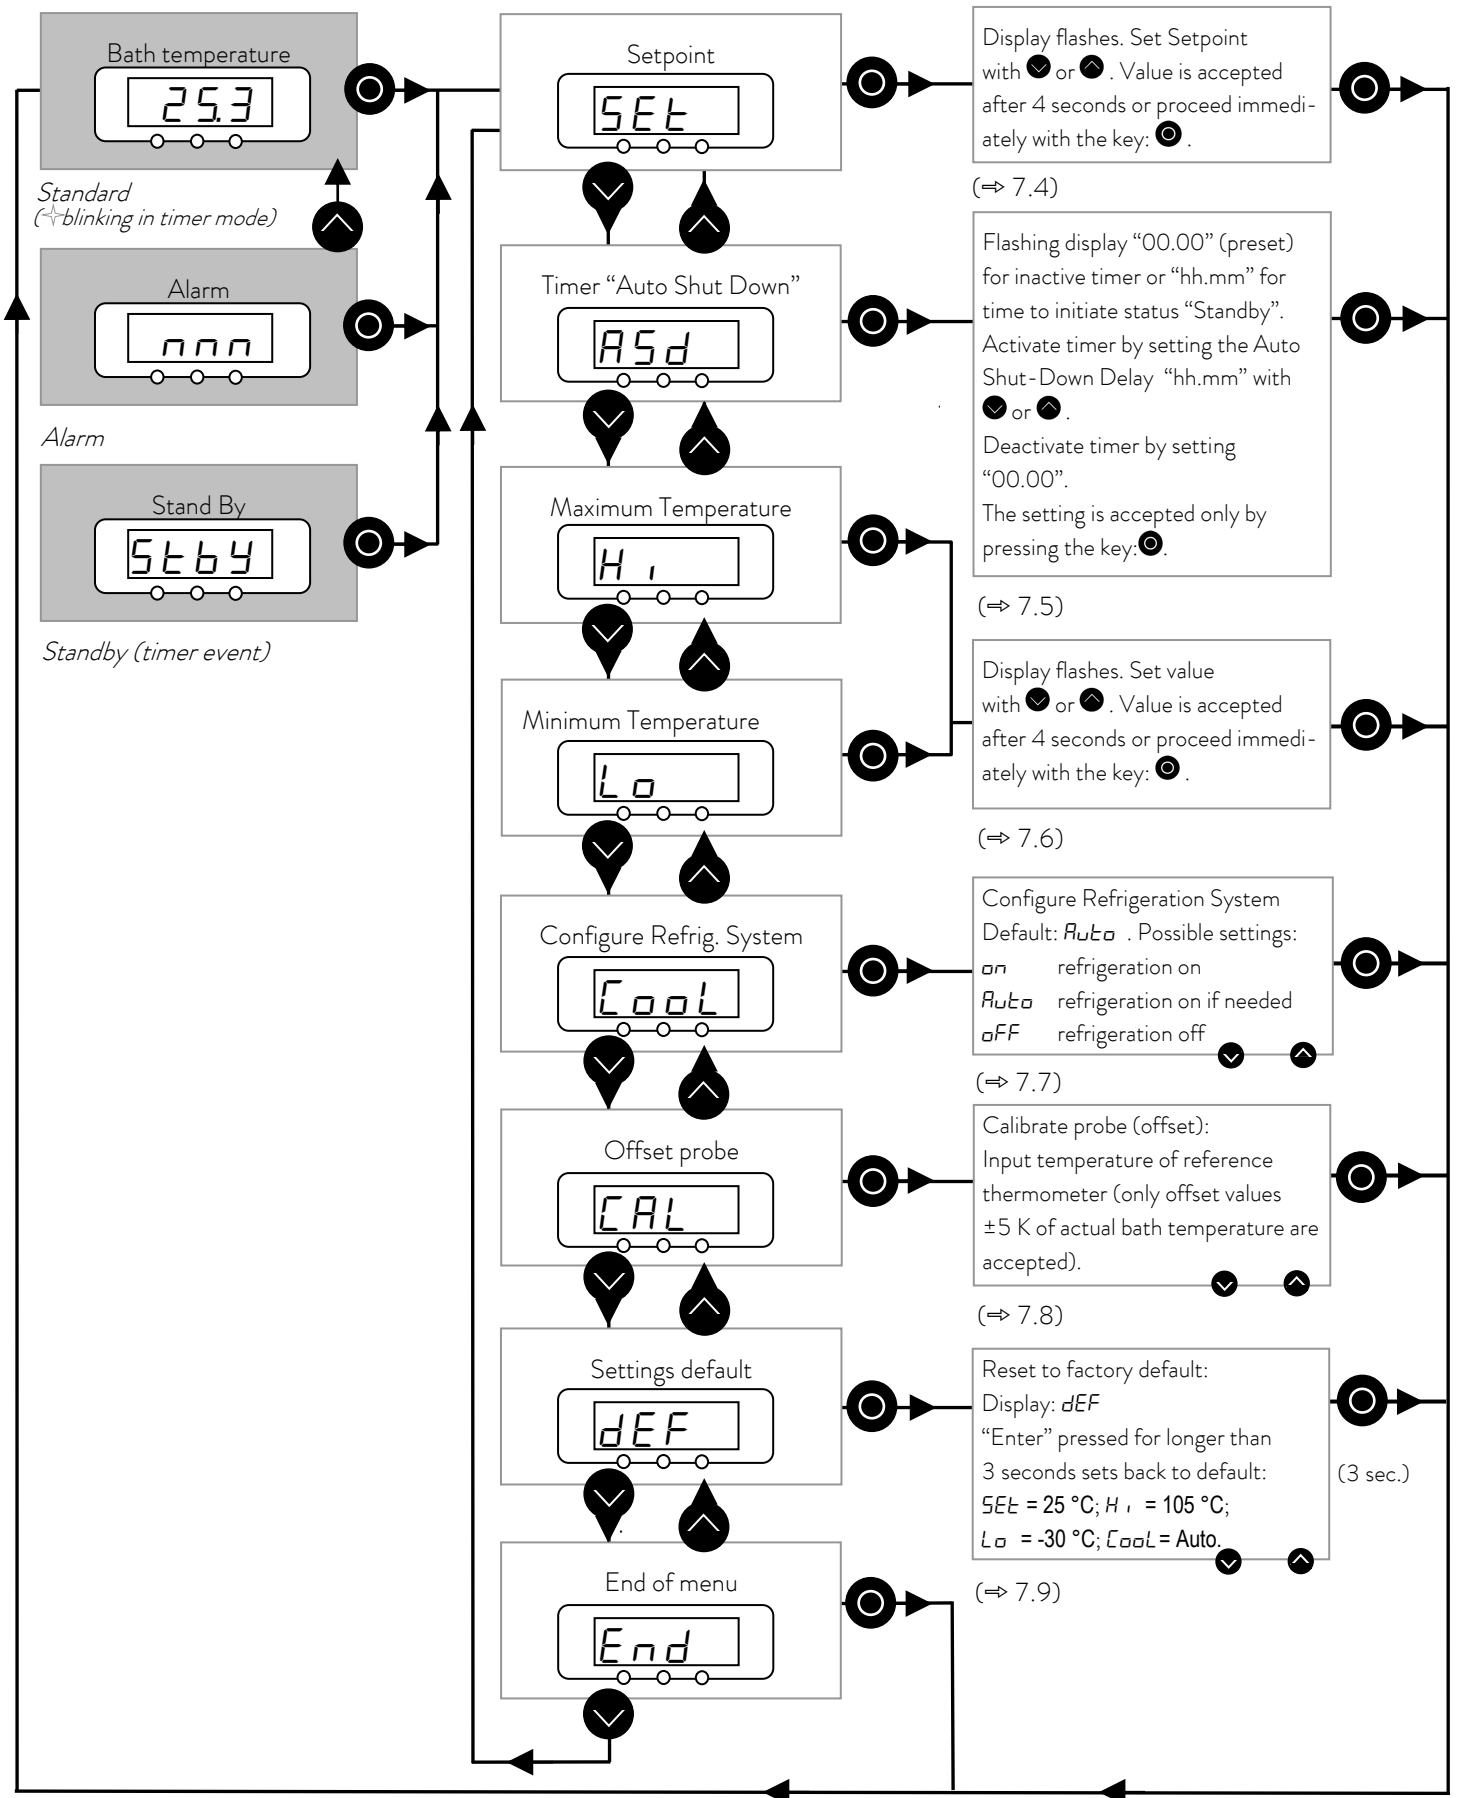 Bath temperature
25.3
Standard
(blinking in timer mode)
Alarm
nnn
Alarm
Stand By
Stby
Standby (timer event)
Setpoint
SEt
Timer “Auto Shut Down”
ASd
Maximum Temperature
Hi
Minimum Temperature
Lo
Configure Refrig. System
CooL
Offset probe
CAL
Settings default
dEF
End of menu
End
Display flashes. Set Setpoint
with or . Value is accepted
after 4 seconds or proceed immedi-
ately with the key: .
(⇨ 7.4)
Flashing display “00.00” (preset)
for inactive timer or “hh.mm” for
time to initiate status “Standby”.
Activate timer by setting the Auto
Shut-Down Delay “hh.mm” with
or .
Deactivate timer by setting
“00.00”.
The setting is accepted only by
pressing the key: .
(⇨ 7.5)
Display flashes. Set value
with or . Value is accepted
after 4 seconds or proceed immedi-
ately with the key: .
(⇨ 7.6)
Configure Refrigeration System
Default: Auto . Possible settings:
on refrigeration on
Auto refrigeration on if needed
oFF refrigeration off
(⇨ 7.7)
Calibrate probe (offset):
Input temperature of reference
thermometer (only offset values
±5 K of actual bath temperature are
accepted).
(⇨ 7.8)
Reset to factory default:
Display: dEF
“Enter” pressed for longer than
3 seconds sets back to default:
SEt = 25 °C; Hi = 105 °C;
Lo = -30 °C; CooL = Auto.
(3 sec.)
(⇨ 7.9)